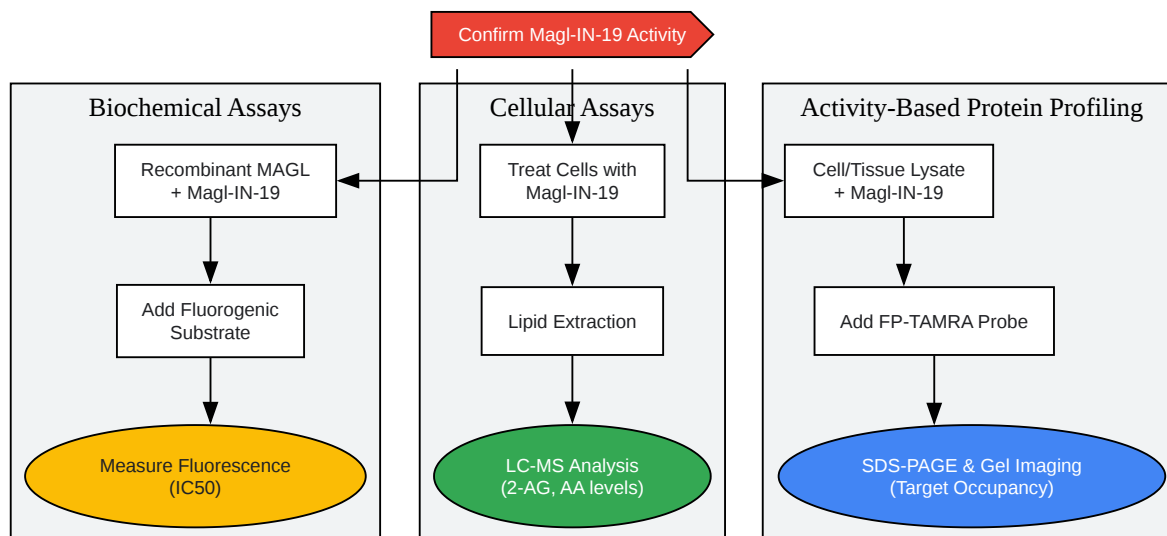 Confirm Magl-IN-19 Activity
Biochemical Assays
Recombinant MAGL
+ Magl-IN-19
Add Fluorogenic
Substrate
Measure Fluorescence
(IC50)
Cellular Assays
Treat Cells with
Magl-IN-19
Lipid Extraction
LC-MS Analysis
(2-AG, AA levels)
Activity-Based Protein Profiling
Cell/Tissue Lysate
+ Magl-IN-19
Add FP-TAMRA Probe
SDS-PAGE & Gel Imaging
(Target Occupancy)